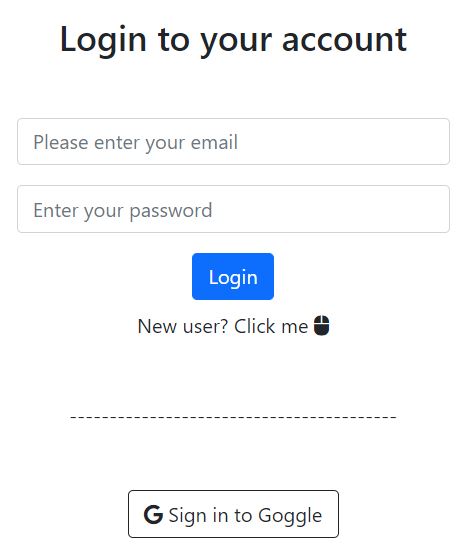 Login to your account
Please enter your email
Enter your password
Login
New user? Click me
----------------------------------------
G Sign in to Goggle